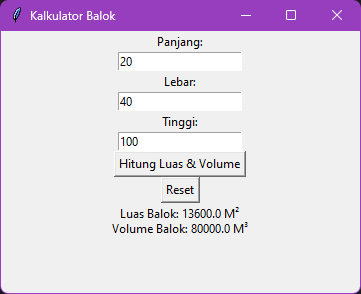 Kalkulator Balok
Panjang:
20
Lebar:
40
Tinggi:
100
Hitung Luas & Volume
Reset
Luas Balok: 13600.0 M²
Volume Balok: 80000.0 M³